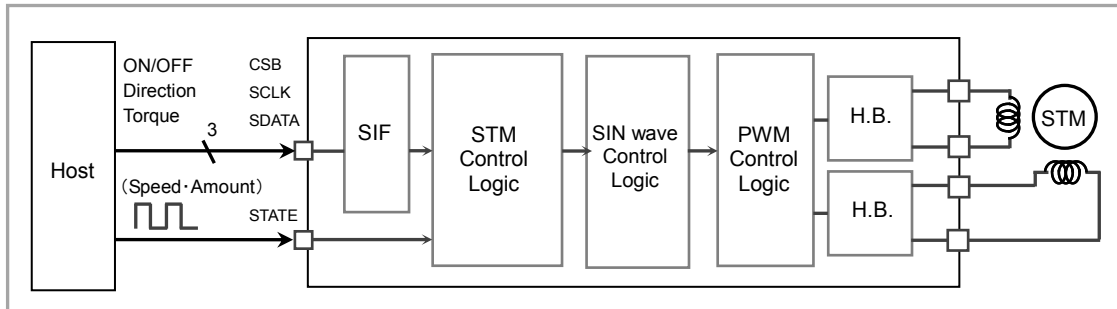 Host
ON/OFF
Direction
Torque
3
(Speed･Amount)
CSB
SCLK
SDATA
STATE
SIF
STM
Control
Logic
SIN wave
Control
Logic
PWM
Control
Logic
H.B.
H.B.
STM